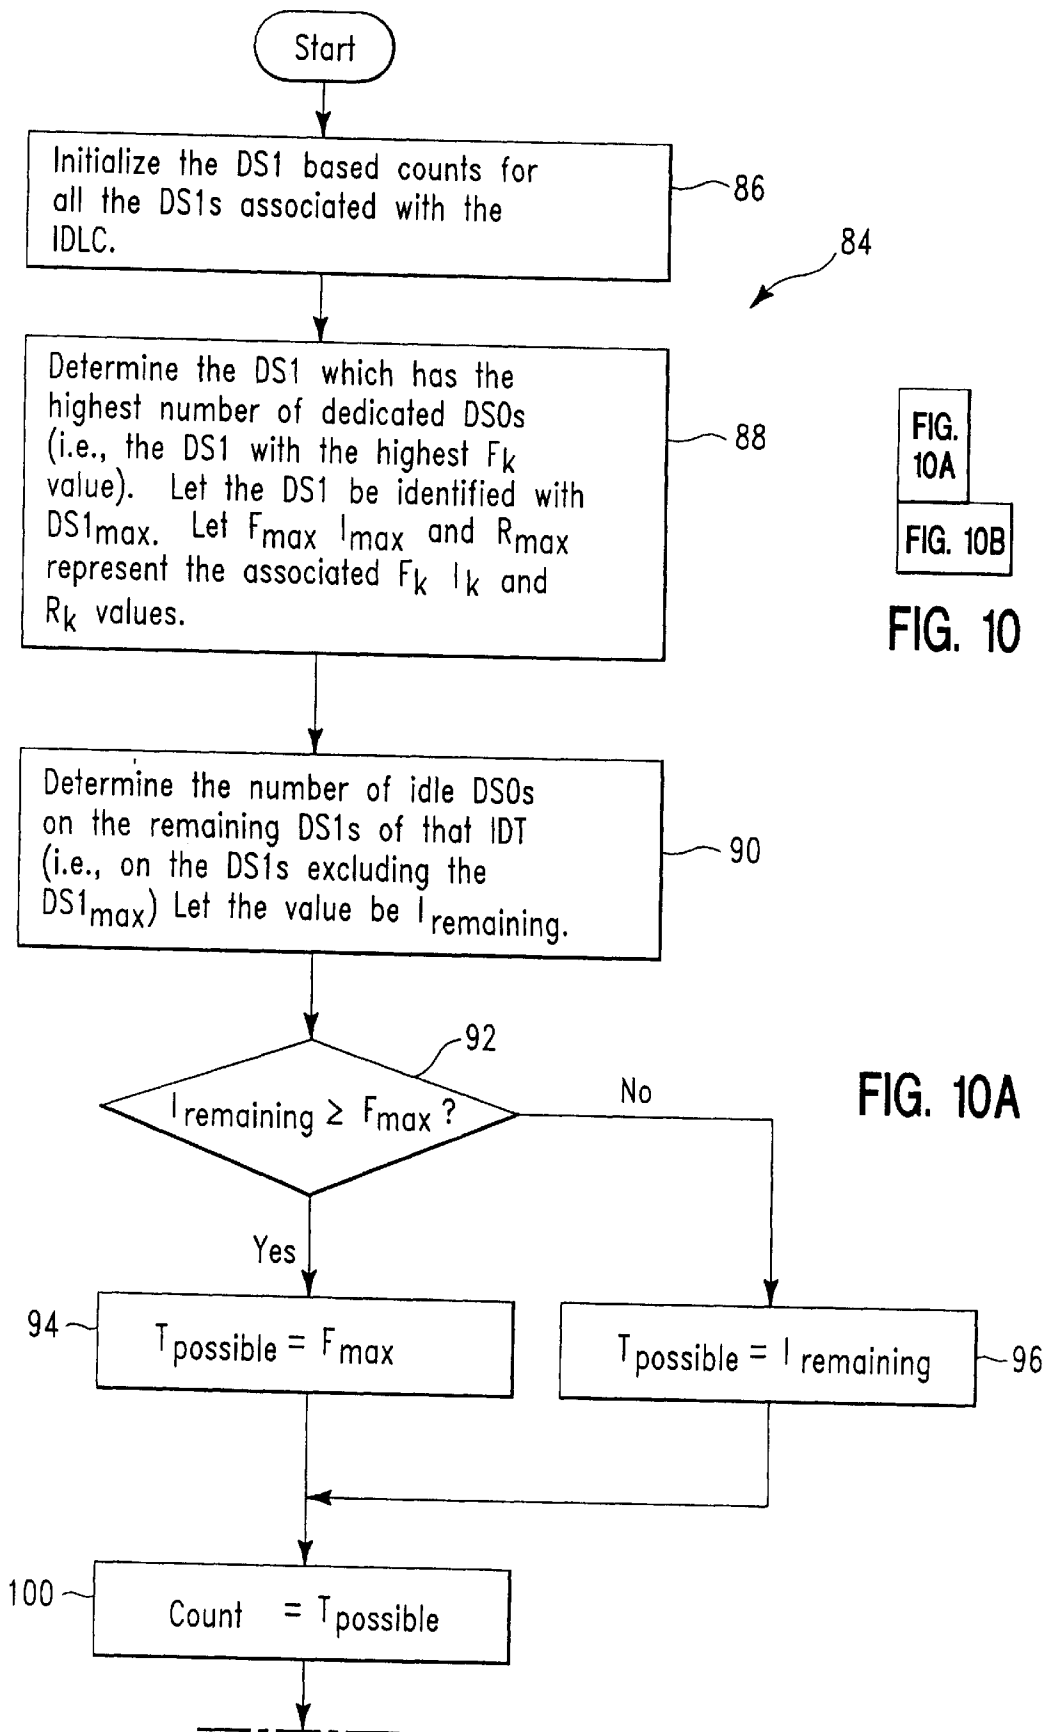 Start
Initialize the DS1 based counts for
all the DS1s associated with the
IDLC.
86
84
Determine the DS1 which has the
highest number of dedicated DS0s
(i.e., the DS1 with the highest Fk
value). Let the DS1 be identified with
DS1max. Let Fmax Imax and Rmax
represent the associated Fk Ik and
Rk values.
88
FIG.
10A
FIG. 10B
FIG. 10
Determine the number of idle DS0s
on the remaining DS1s of that IDT
(i.e., on the DS1s excluding the
DS1max) Let the value be Iremaining.
90
92
Iremaining ≥ Fmax ?
No
FIG. 10A
Yes
94
Tpossible = Fmax
Tpossible = Iremaining
96
100
Count = Tpossible